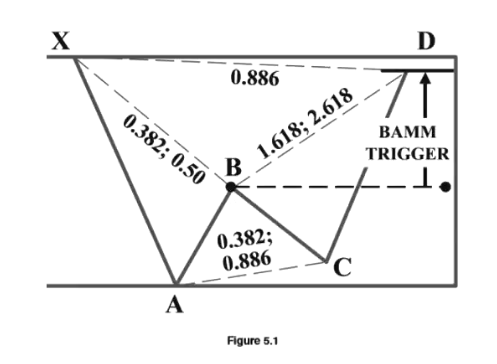 X
D
0.886
0.382; 0.50
1.618; 2.618
BAMM
TRIGGER
B
0.382;
0.886
C
A
Figure 5.1